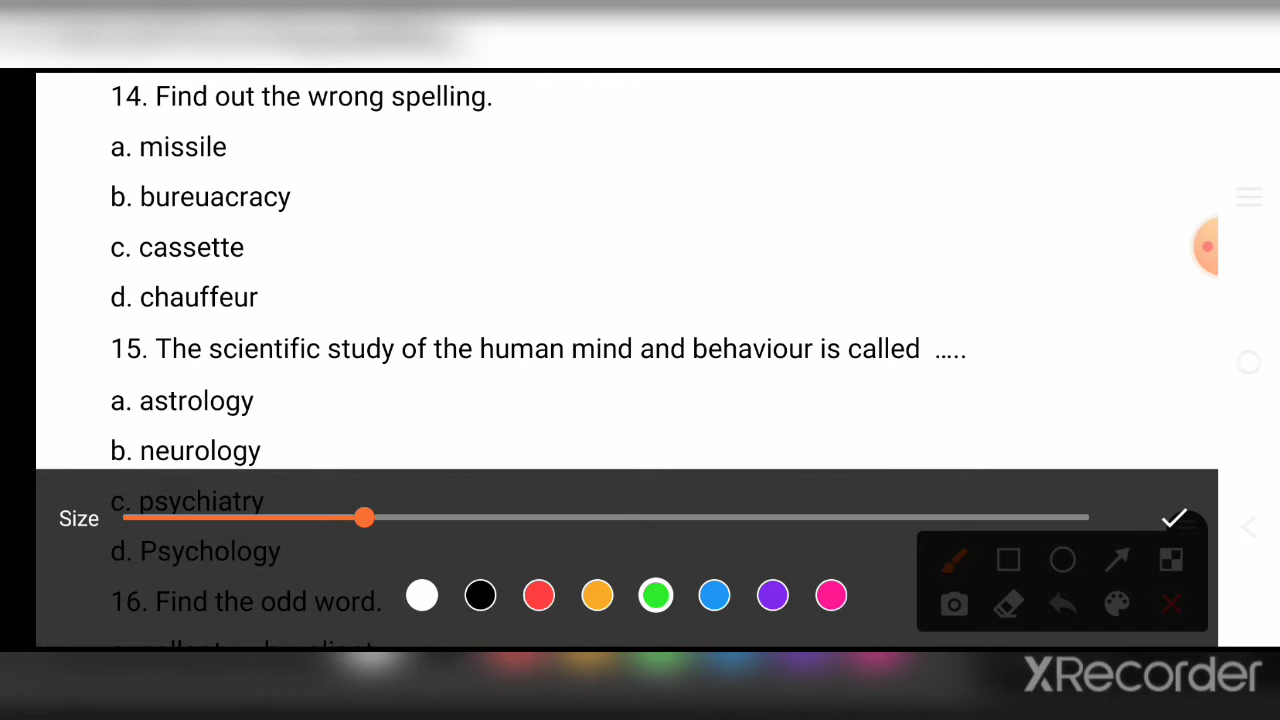 14. Find out the wrong spelling.
a. missile
b. bureuacracy
c. cassette
d. chauffeur
15. The scientific study of the human mind and behaviour is called …..
a. astrology
b. neurology
c. psychiatry
Size
d. Psychology
16. Find the odd word.
XRecorder